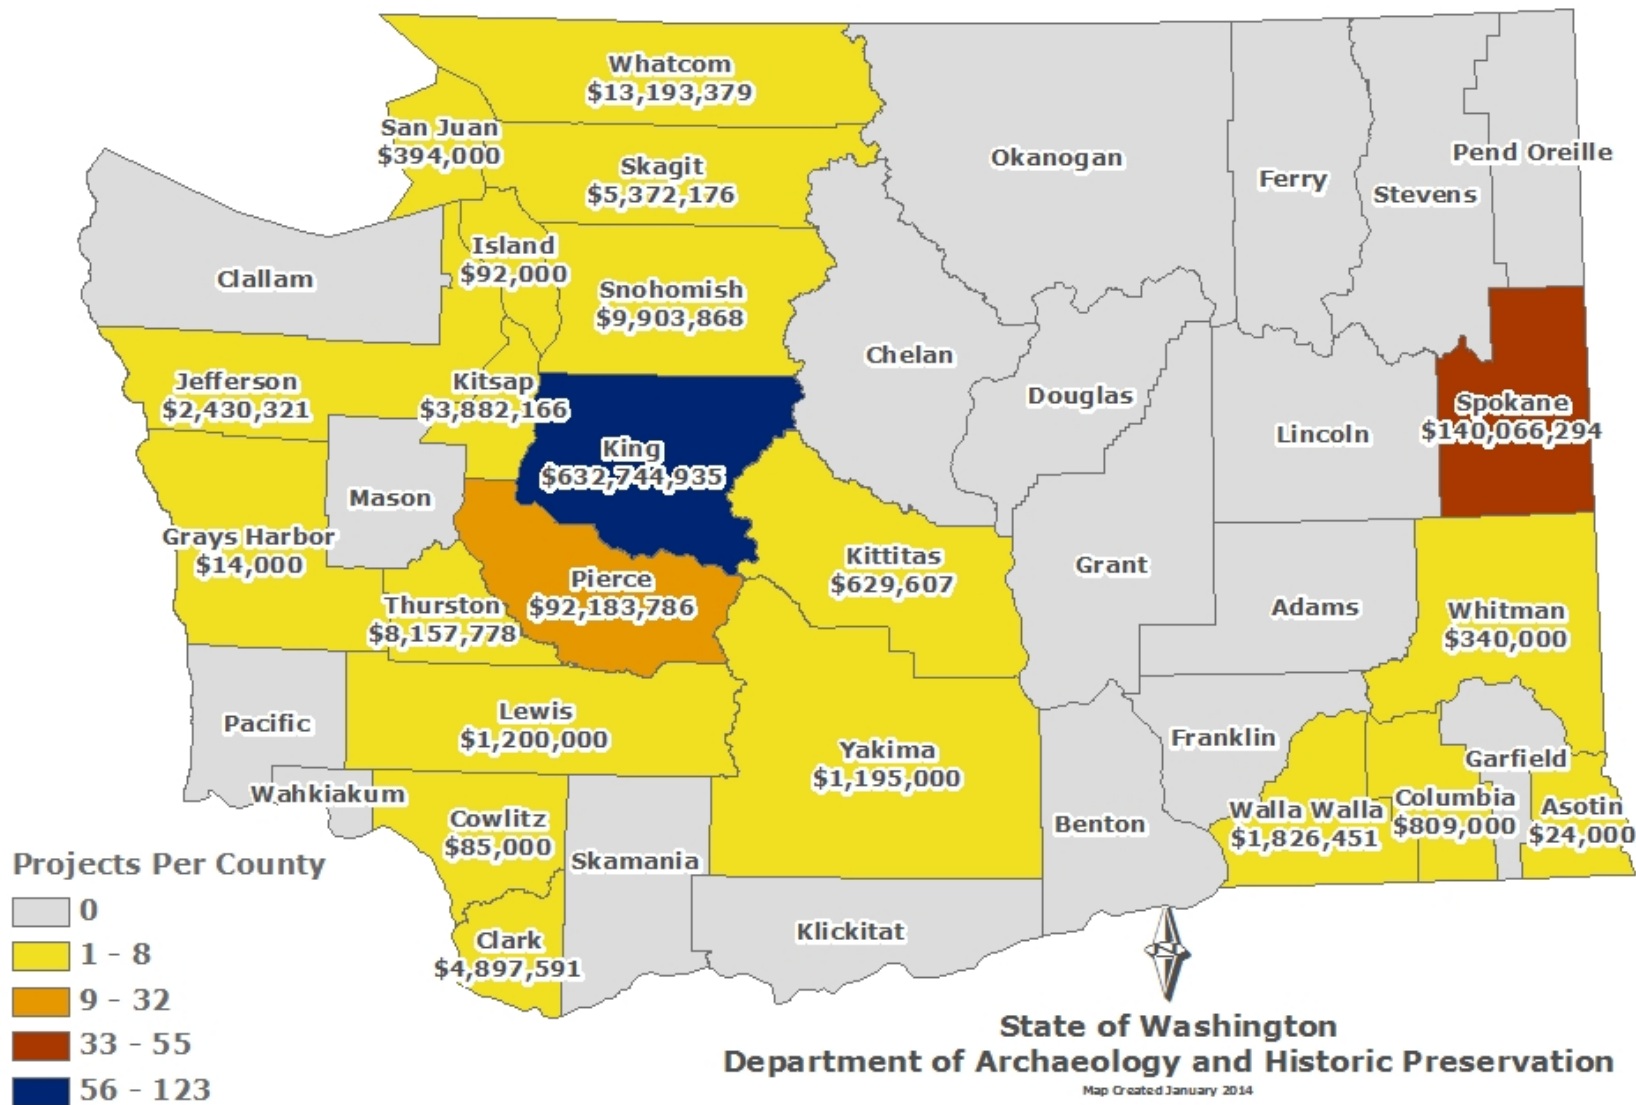 Whatcom
$13,193,379
San Juan
$394,000
Skagit
$5,372,176
Okanogan
Ferry
Stevens
Pend Oreille
Island
$92,000
Clallam
Snohomish
$9,903,868
Chelan
Douglas
Jefferson
$2,430,321
Kitsap
$3,882,166
Lincoln
Spokane
$140,066,294
King
$632,744,935
Mason
Grays Harbor
$14,000
Kittitas
$629,607
Grant
Pierce
$92,183,786
Thurston
$8,157,778
Adams
Whitman
$340,000
Pacific
Lewis
$1,200,000
Yakima
$1,195,000
Franklin
Garfield
Wahkiakum
Cowlitz
$85,000
Skamania
Benton
Walla Walla
$1,826,451
Columbia
$809,000
Asotin
$24,000
Clark
$4,897,591
Klickitat
Projects Per County
0
1 - 8
9 - 32
33 - 55
56 - 123
N
State of Washington
Department of Archaeology and Historic Preservation
Map Created January 2014